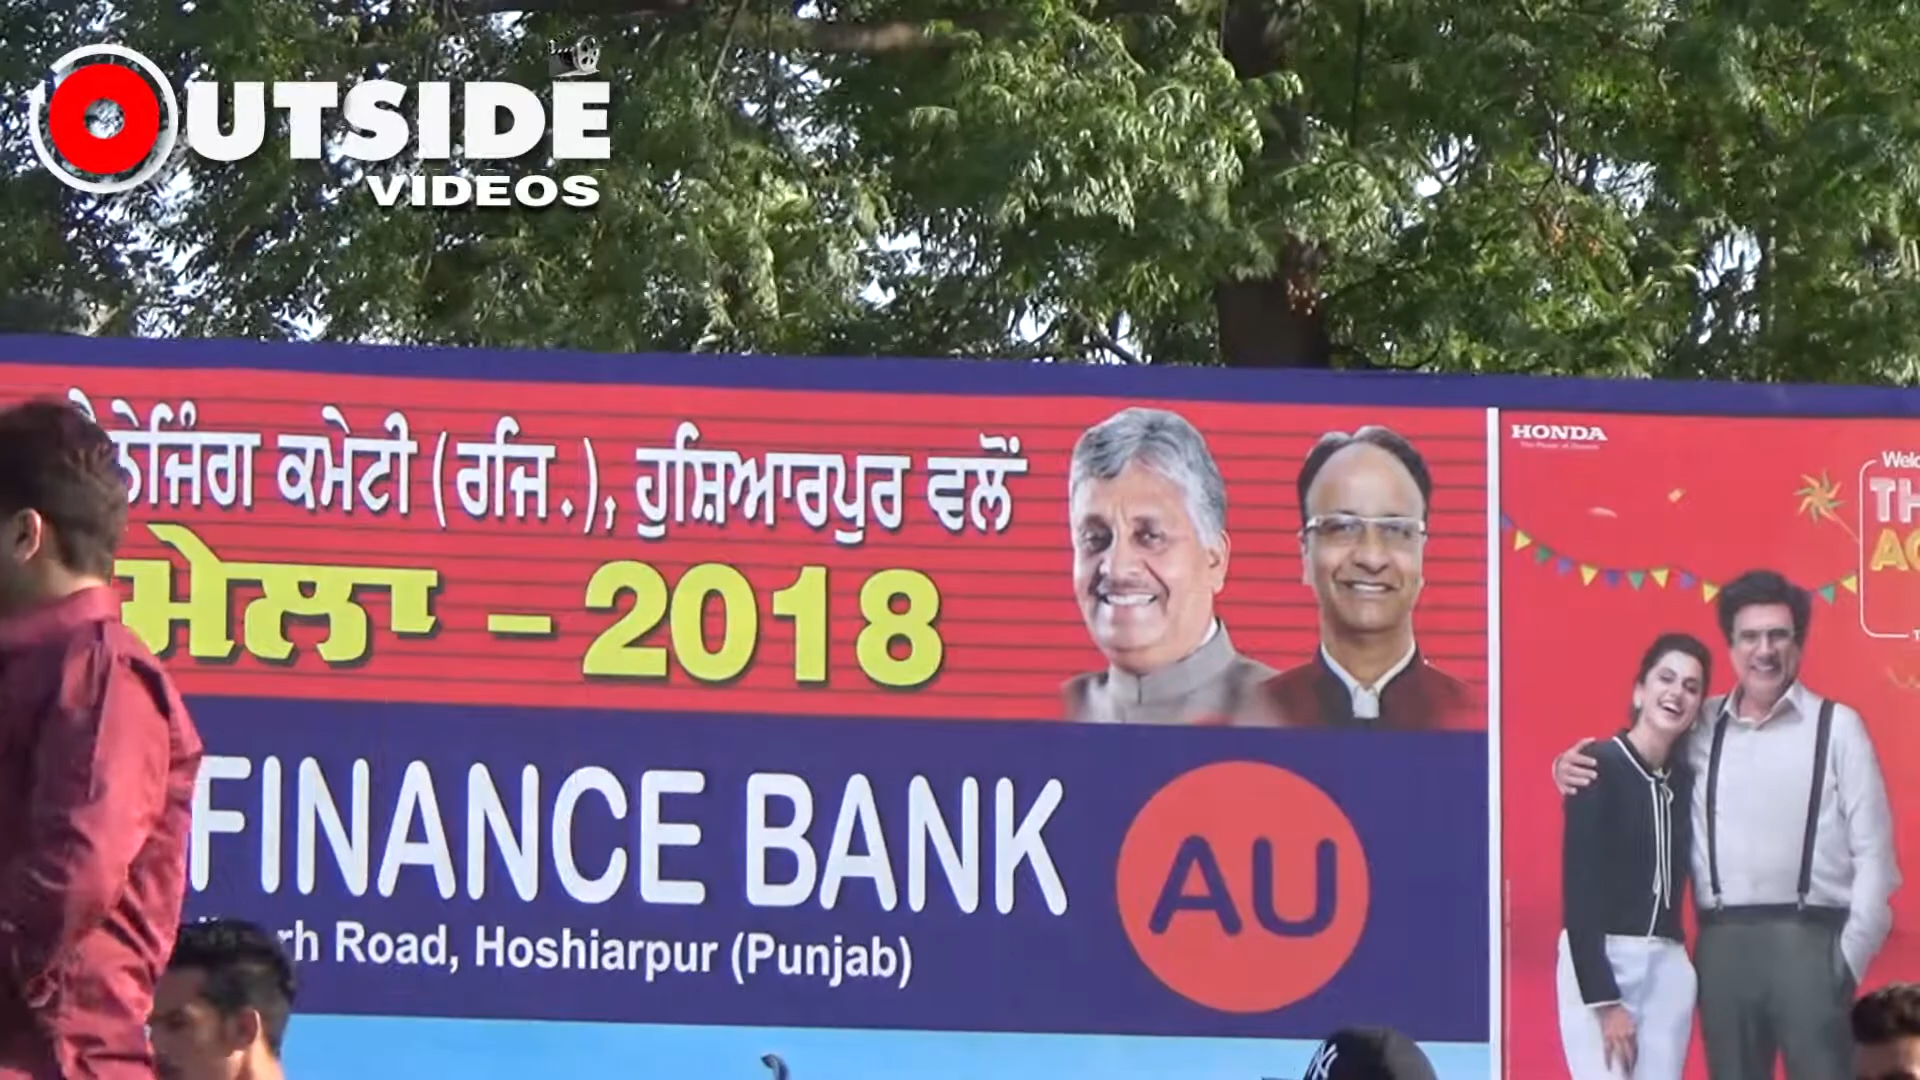 OUTSIDE
VIDEOS
ਨੇਜਿੰਗ ਕਮੇਟੀ (ਰਜਿ.), ਹੁਸ਼ਿਆਰਪੁਰ ਵਲੋਂ
ਮੇਲਾ - 2018
FINANCE BANK
AU
Road, Hoshiarpur (Punjab)
HONDA